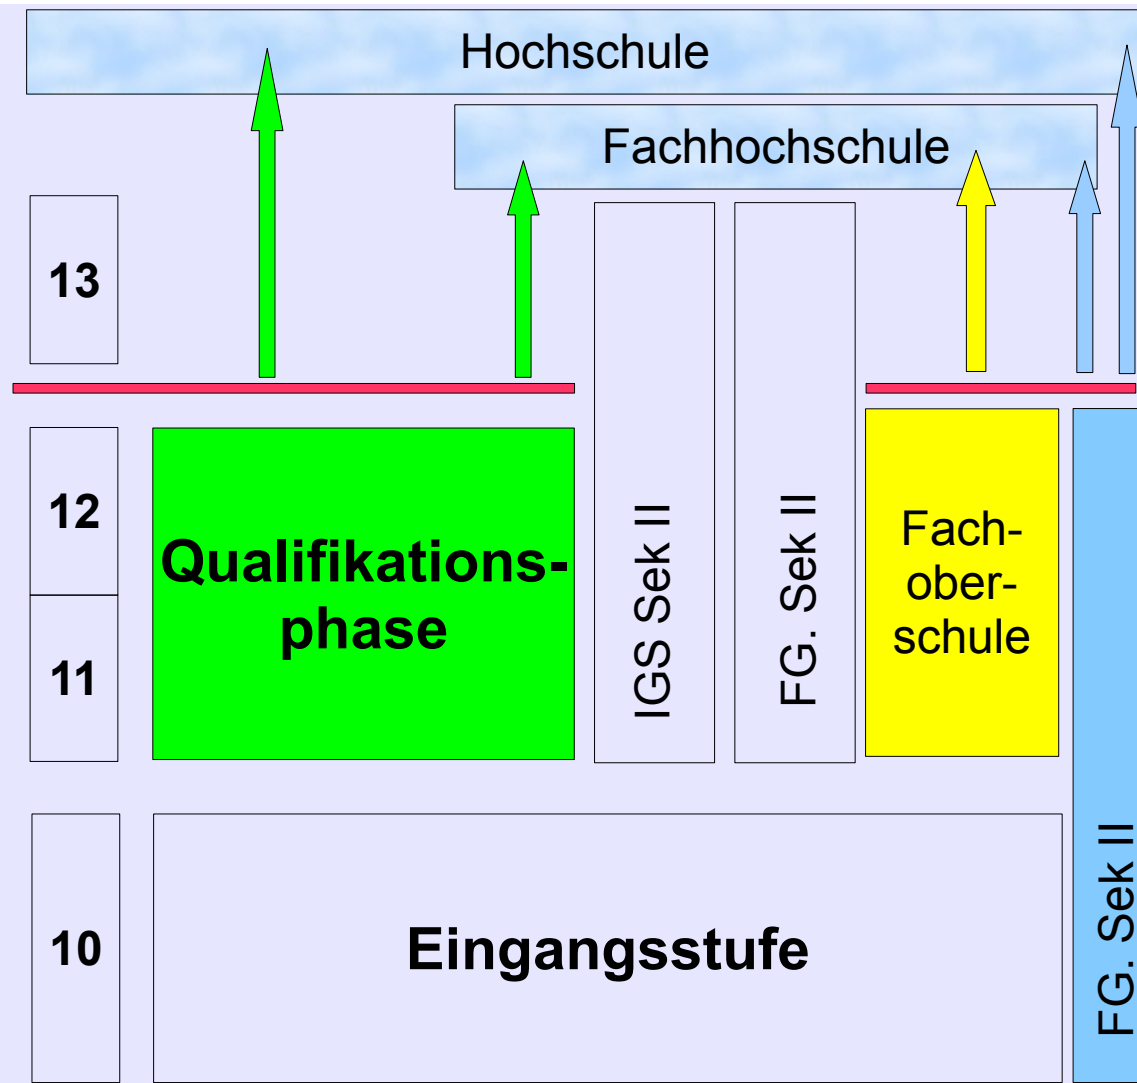 Hochschule
Fachhochschule
13
12
11
10
Qualifikations-
phase
IGS Sek II
FG. Sek II
Fach-
ober-
schule
FG. Sek II
Eingangsstufe